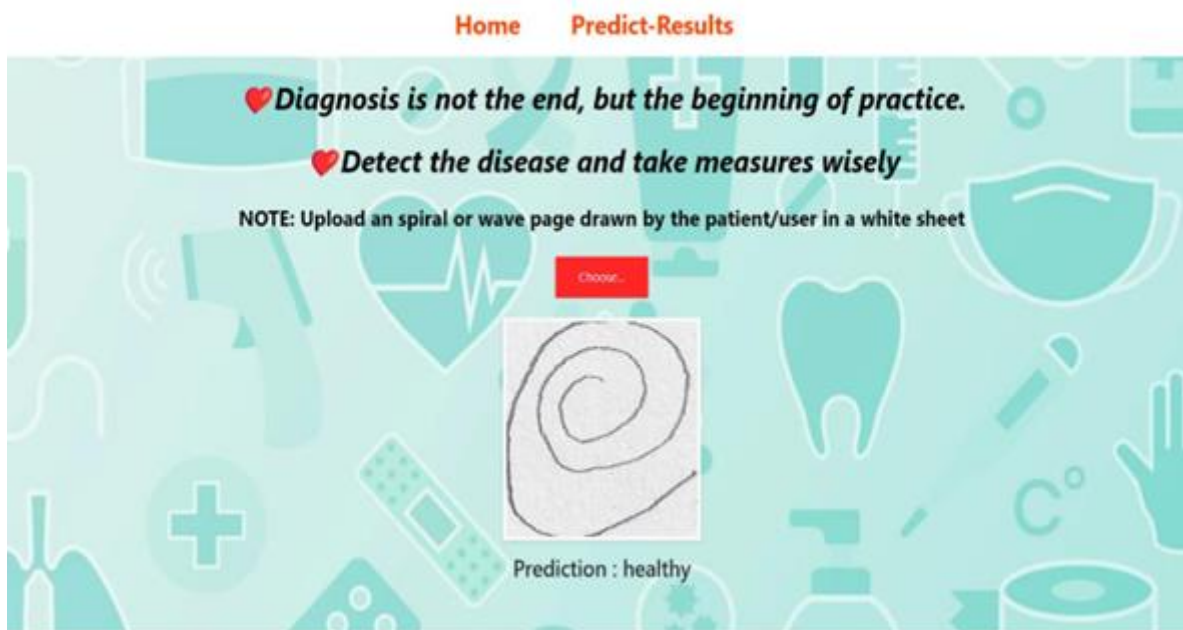 Home Predict-Results
❤Diagnosis is not the end, but the beginning of practice.
❤Detect the disease and take measures wisely
NOTE: Upload an spiral or wave page drawn by the patient/user in a white sheet
Choose...
Prediction : healthy
C°